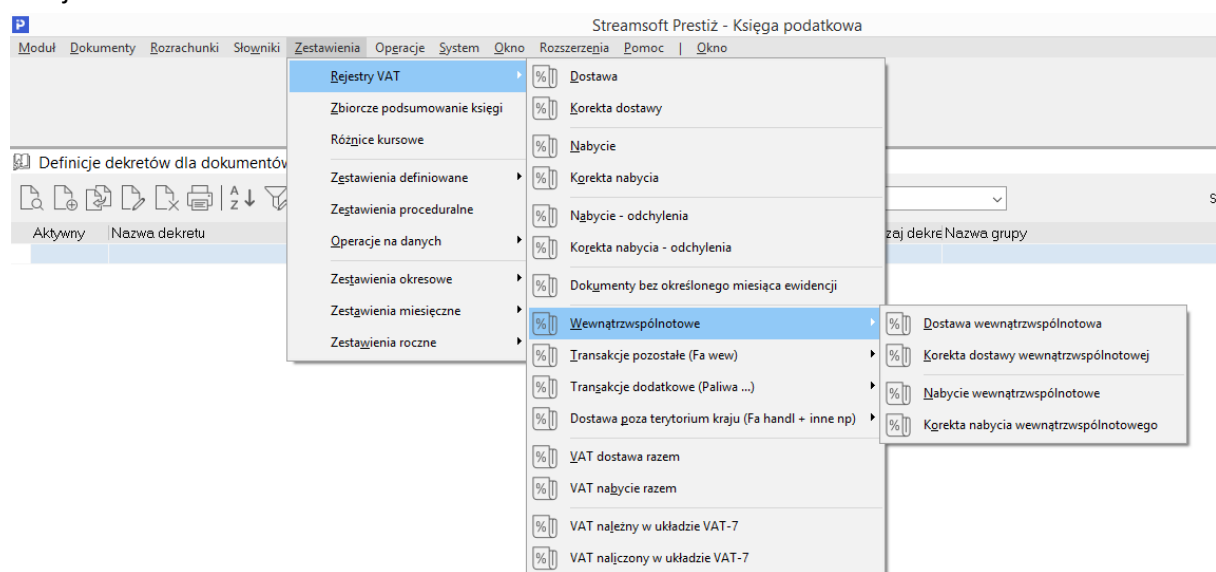 Streamsoft Prestiż - Księga podatkowa
Moduł Dokumenty Rozrachunki Słowniki Zestawienia Operacje System Okno Rozszerzenia Pomoc | Okno
Rejestry VAT
Zbiorcze podsumowanie księgi
Różnice kursowe
Zestawienia definiowane
Zestawienia proceduralne
Operacje na danych
Zestawienia okresowe
Zestawienia miesięczne
Zestawienia roczne
Dostawa
Korekta dostawy
Nabycie
Korekta nabycia
Nabycie - odchylenia
Korekta nabycia - odchylenia
Dokumenty bez określonego miesiąca ewidencji
Wewnątrzwspólnotowe
Transakcje pozostałe (Fa wew)
Transakcje dodatkowe (Paliwa ...)
Dostawa poza terytorium kraju (Fa handl + inne np)
VAT dostawa razem
VAT nabycie razem
VAT należny w układzie VAT-7
VAT naliczony w układzie VAT-7
Dostawa wewnątrzwspólnotowa
Korekta dostawy wewnątrzwspólnotowej
Nabycie wewnątrzwspólnotowe
Korekta nabycia wewnątrzwspólnotowego
Definicje dekretów dla dokumentów
Aktywny Nazwa dekretu zaj dekre Nazwa grupy